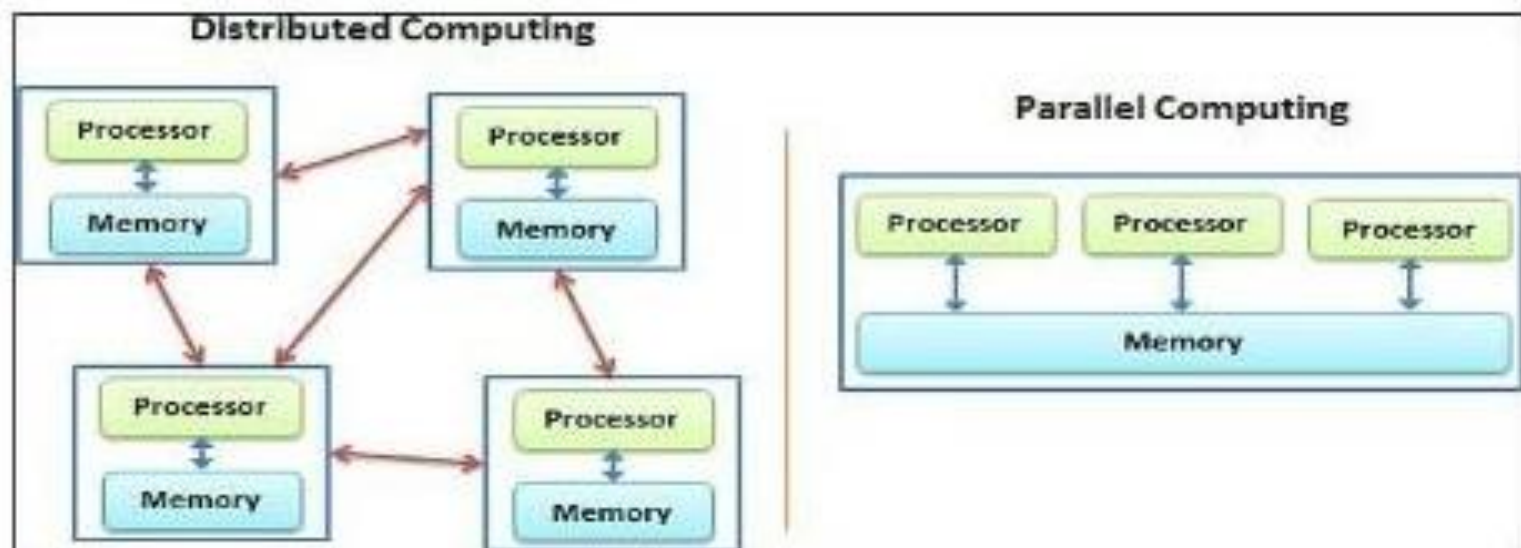 Distributed Computing
Processor
Memory
Processor
Memory
Processor
Memory
Processor
Memory
Parallel Computing
Processor Processor Processor
Memory